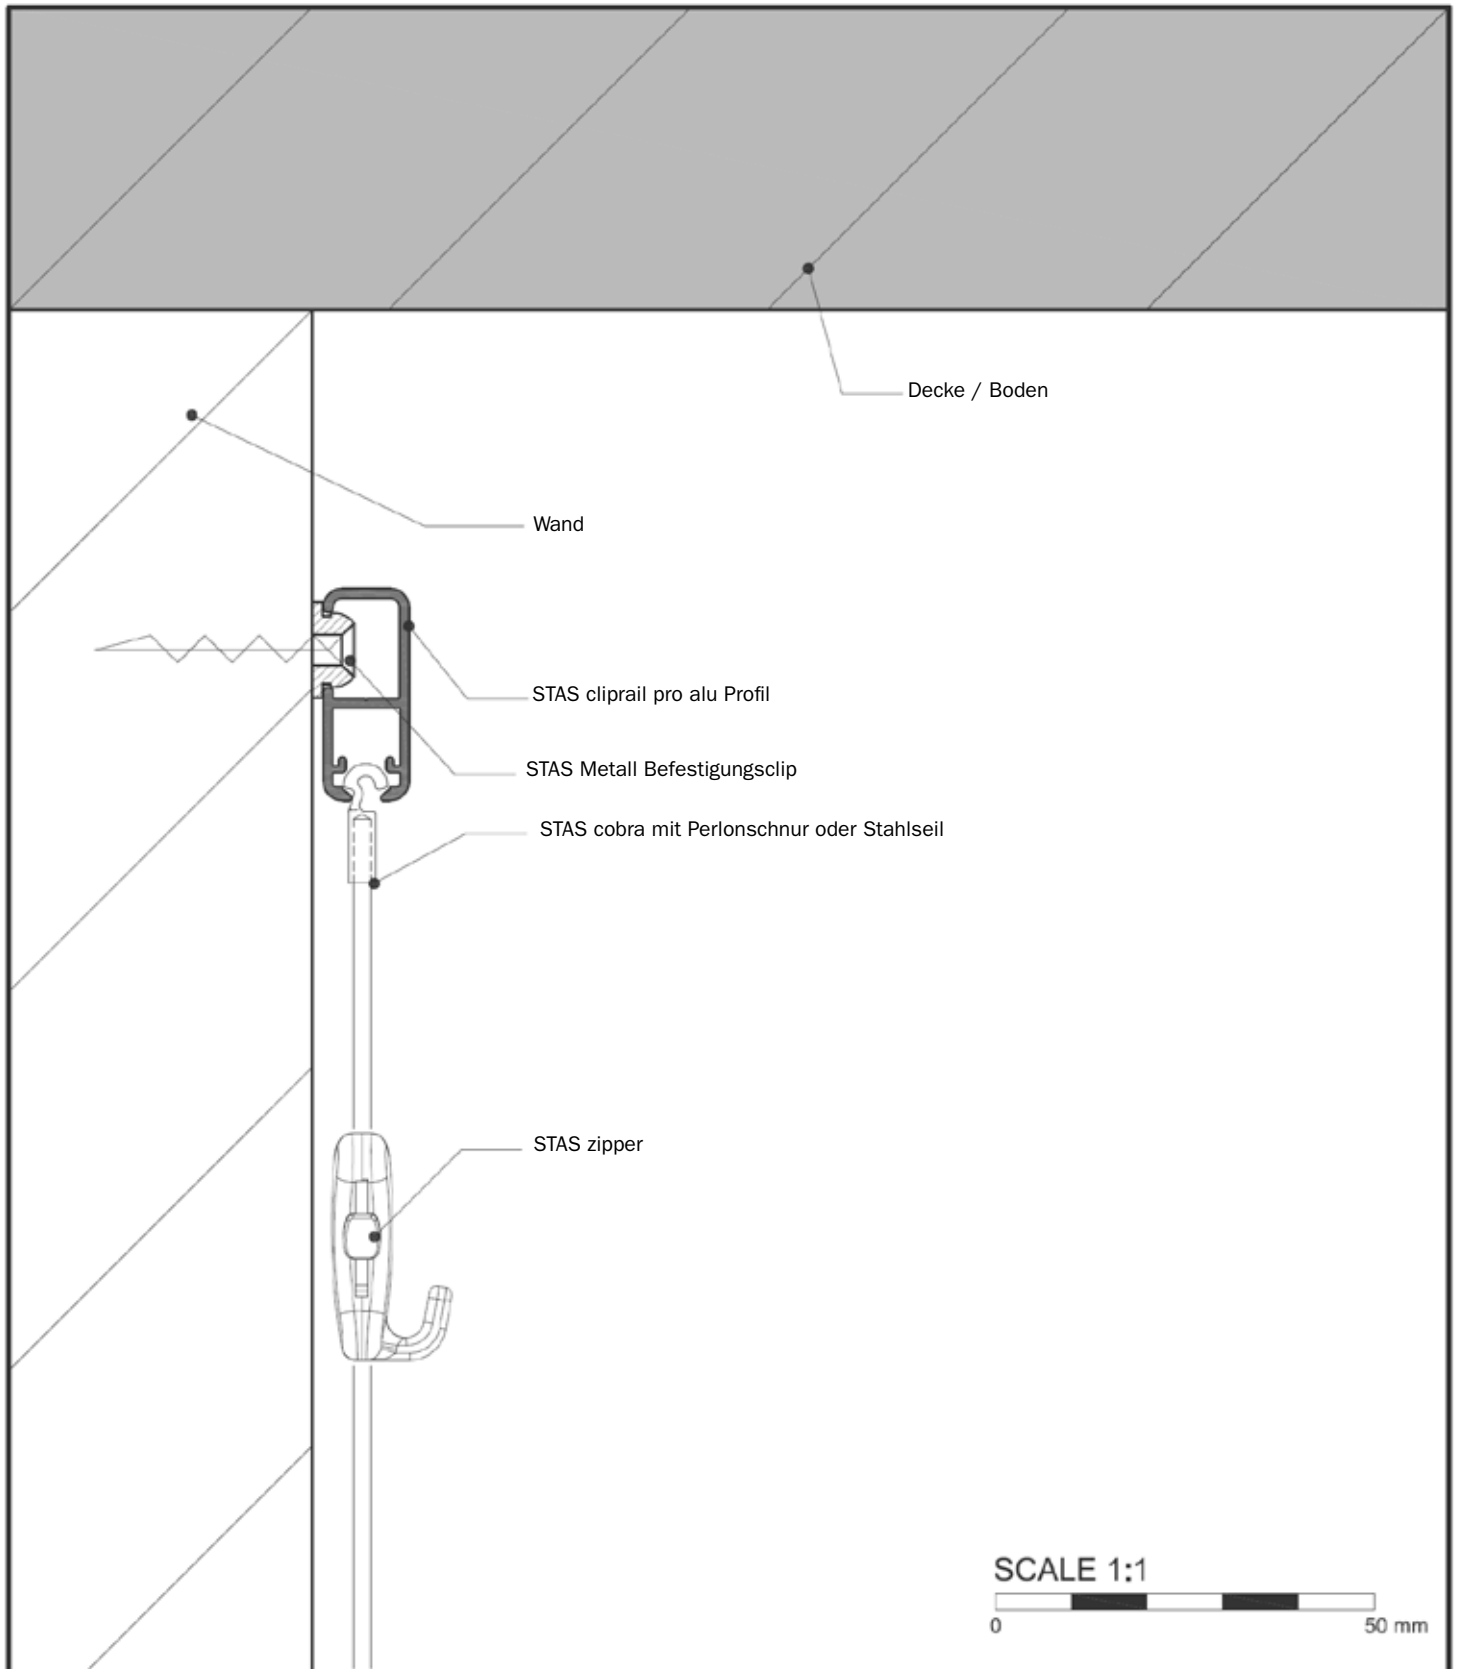 Decke / Boden
Wand
STAS cliprail pro alu Profil
STAS Metall Befestigungsclip
STAS cobra mit Perlonschnur oder Stahlseil
STAS zipper
SCALE 1:1
0 50 mm